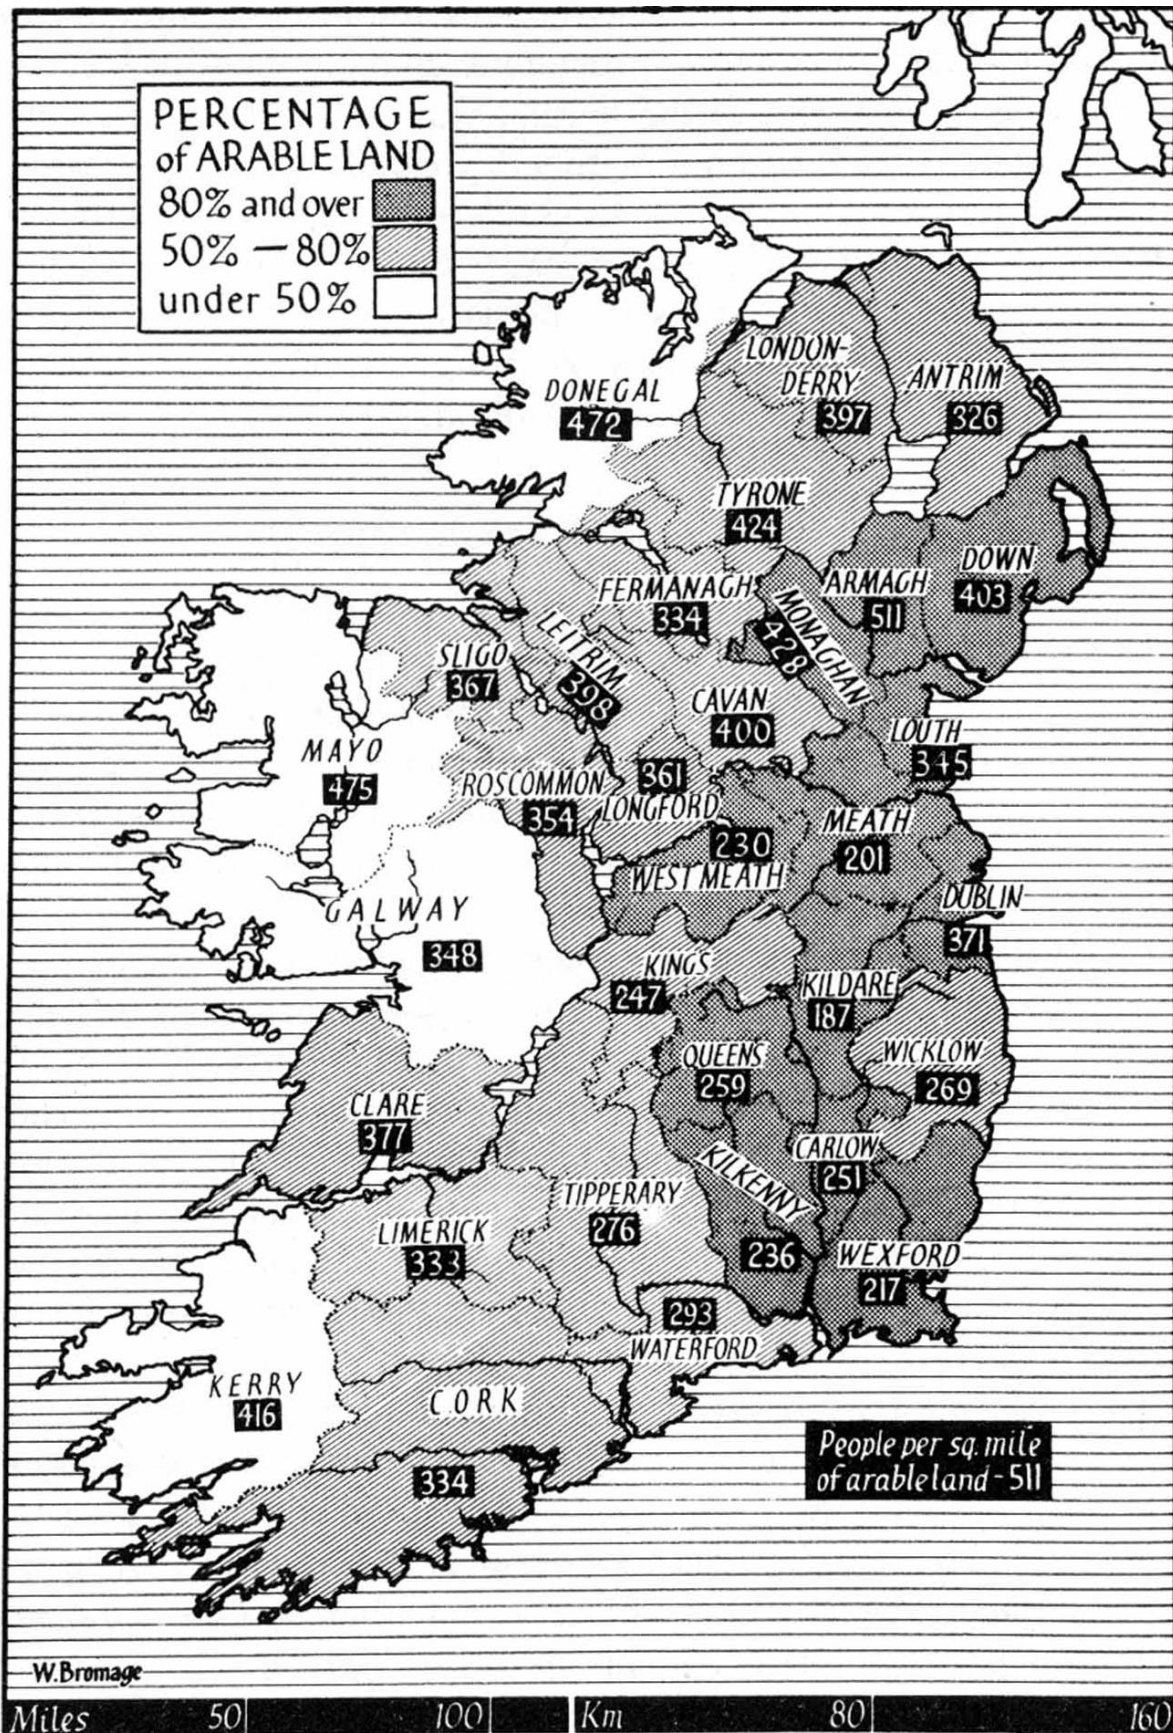 PERCENTAGE
of ARABLE LAND
80% and over
50% — 80%
under 50%
LONDON-
DERRY
397
ANTRIM
326
DONEGAL
472
TYRONE
424
DOWN
403
ARMAGH
511
FERMANAGH
334
MONAGHAN
428
LEITRIM
398
SLIGO
367
CAVAN
400
LOUTH
345
MAYO
475
ROSCOMMON
354
361
LONGFORD
MEATH
201
230
WEST MEATH
DUBLIN
371
GALWAY
348
KINGS
247
KILDARE
187
QUEENS
259
WICKLOW
269
CLARE
377
CARLOW
251
KILKENNY
236
TIPPERARY
276
LIMERICK
333
WEXFORD
217
293
WATERFORD
KERRY
416
CORK
334
People per sq. mile
of arable land - 511
W. Bromage
Miles 50 100 Km 80 160